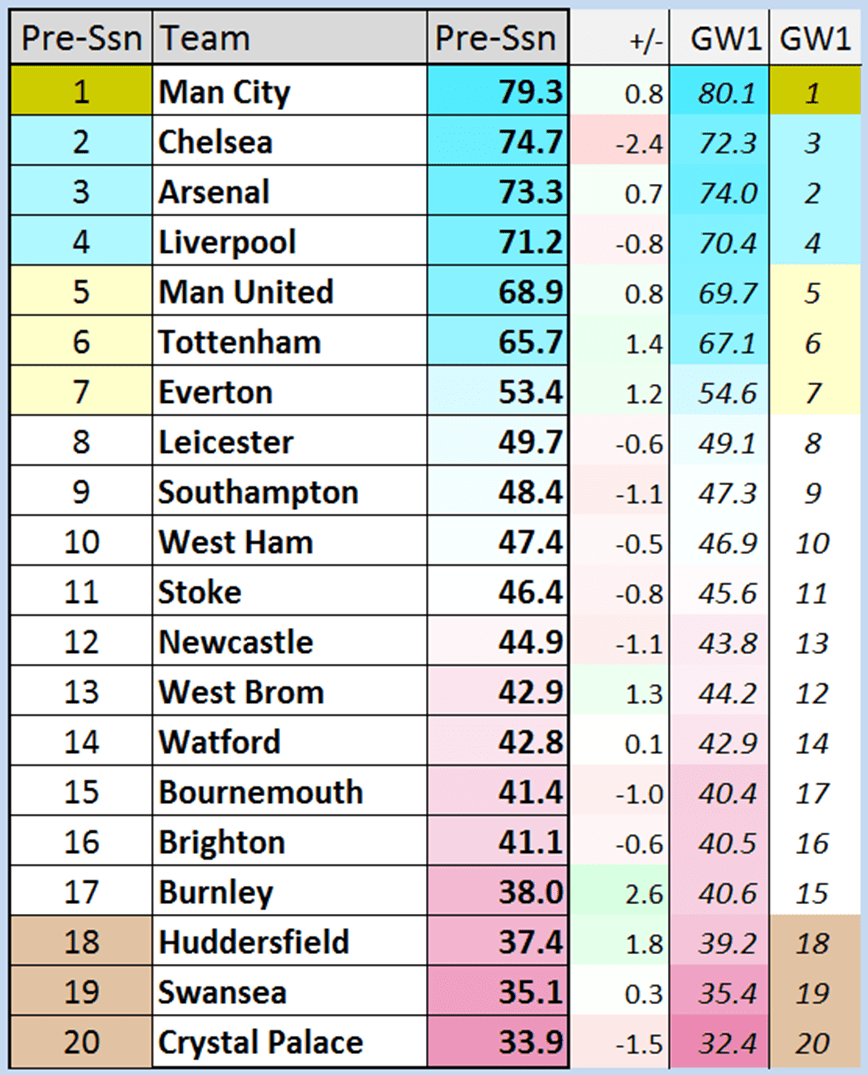 Pre-Ssn Team Pre-Ssn +/- GW1 GW1
1 Man City 79.3 0.8 80.1 1
2 Chelsea 74.7 -2.4 72.3 3
3 Arsenal 73.3 0.7 74.0 2
4 Liverpool 71.2 -0.8 70.4 4
5 Man United 68.9 0.8 69.7 5
6 Tottenham 65.7 1.4 67.1 6
7 Everton 53.4 1.2 54.6 7
8 Leicester 49.7 -0.6 49.1 8
9 Southampton 48.4 -1.1 47.3 9
10 West Ham 47.4 -0.5 46.9 10
11 Stoke 46.4 -0.8 45.6 11
12 Newcastle 44.9 -1.1 43.8 13
13 West Brom 42.9 1.3 44.2 12
14 Watford 42.8 0.1 42.9 14
15 Bournemouth 41.4 -1.0 40.4 17
16 Brighton 41.1 -0.6 40.5 16
17 Burnley 38.0 2.6 40.6 15
18 Huddersfield 37.4 1.8 39.2 18
19 Swansea 35.1 0.3 35.4 19
20 Crystal Palace 33.9 -1.5 32.4 20